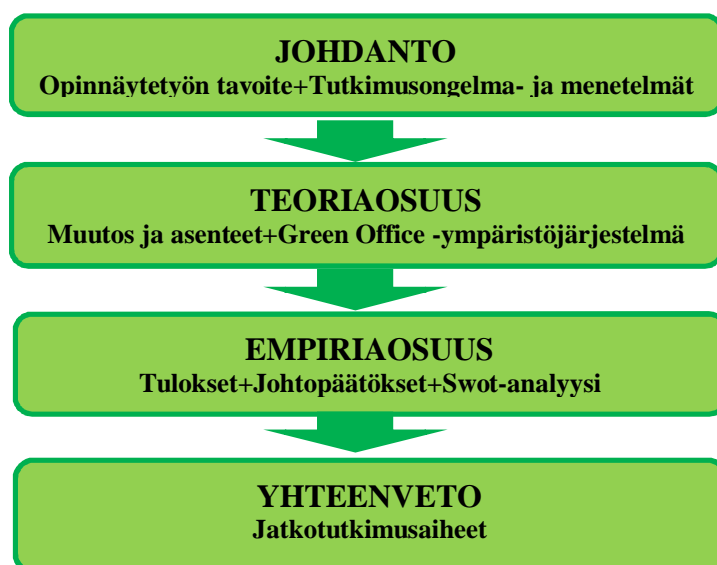 JOHDANTO
Opinnäytetyön tavoite+Tutkimusongelma- ja menetelmät
TEORIAOSUUS
Muutos ja asenteet+Green Office -ympäristöjärjestelmä
EMPIRIAOSUUS
Tulokset+Johtopäätökset+Swot-analyysi
YHTEENVETO
Jatkotutkimusaiheet